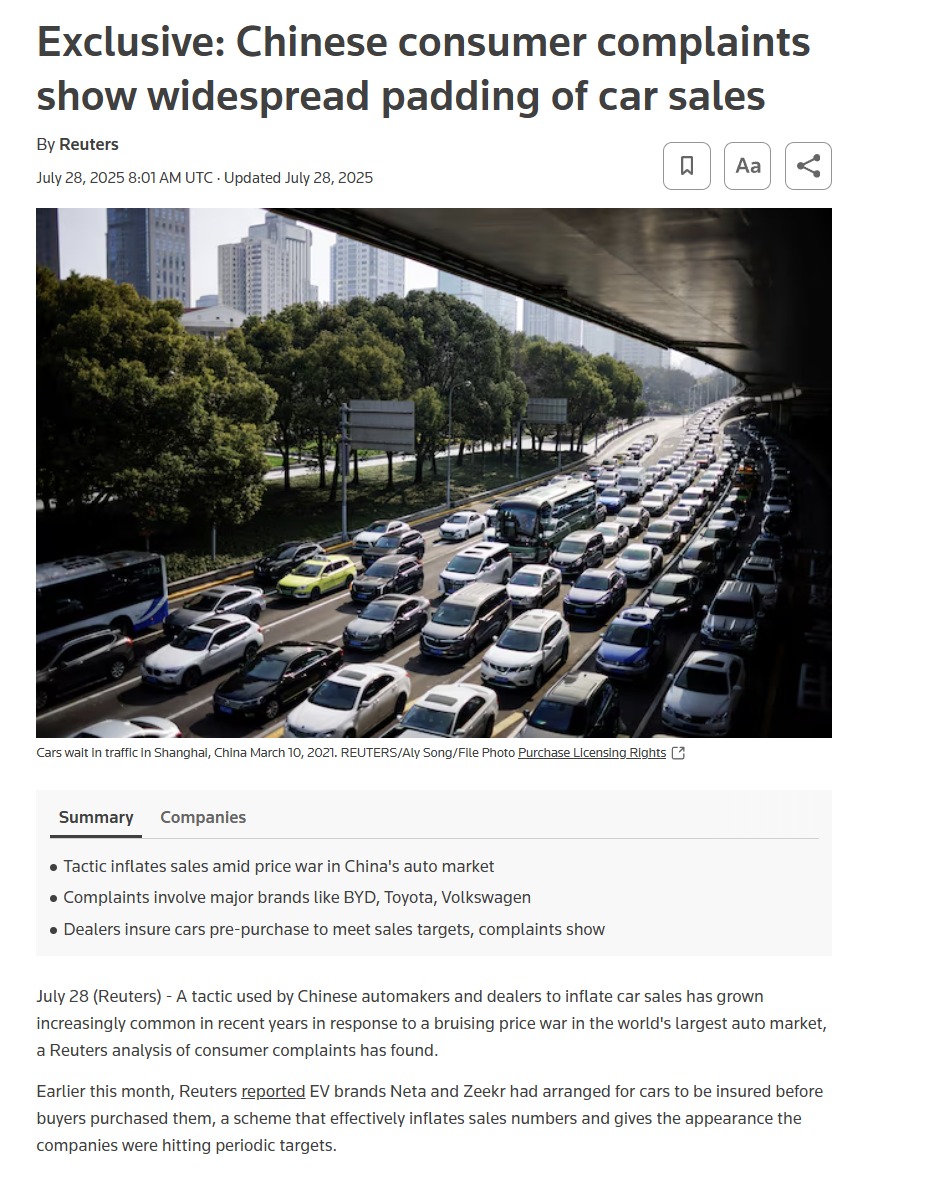 Exclusive: Chinese consumer complaints
show widespread padding of car sales
By Reuters
July 28, 2025 8:01 AM UTC · Updated July 28, 2025
Aa
Cars wait in traffic in Shanghai, China March 10, 2021. REUTERS/Aly Song/File Photo Purchase Licensing Rights
Summary Companies
• Tactic inflates sales amid price war in China's auto market
• Complaints involve major brands like BYD, Toyota, Volkswagen
• Dealers insure cars pre-purchase to meet sales targets, complaints show
July 28 (Reuters) - A tactic used by Chinese automakers and dealers to inflate car sales has grown
increasingly common in recent years in response to a bruising price war in the world's largest auto market,
a Reuters analysis of consumer complaints has found.
Earlier this month, Reuters reported EV brands Neta and Zeekr had arranged for cars to be insured before
buyers purchased them, a scheme that effectively inflates sales numbers and gives the appearance the
companies were hitting periodic targets.